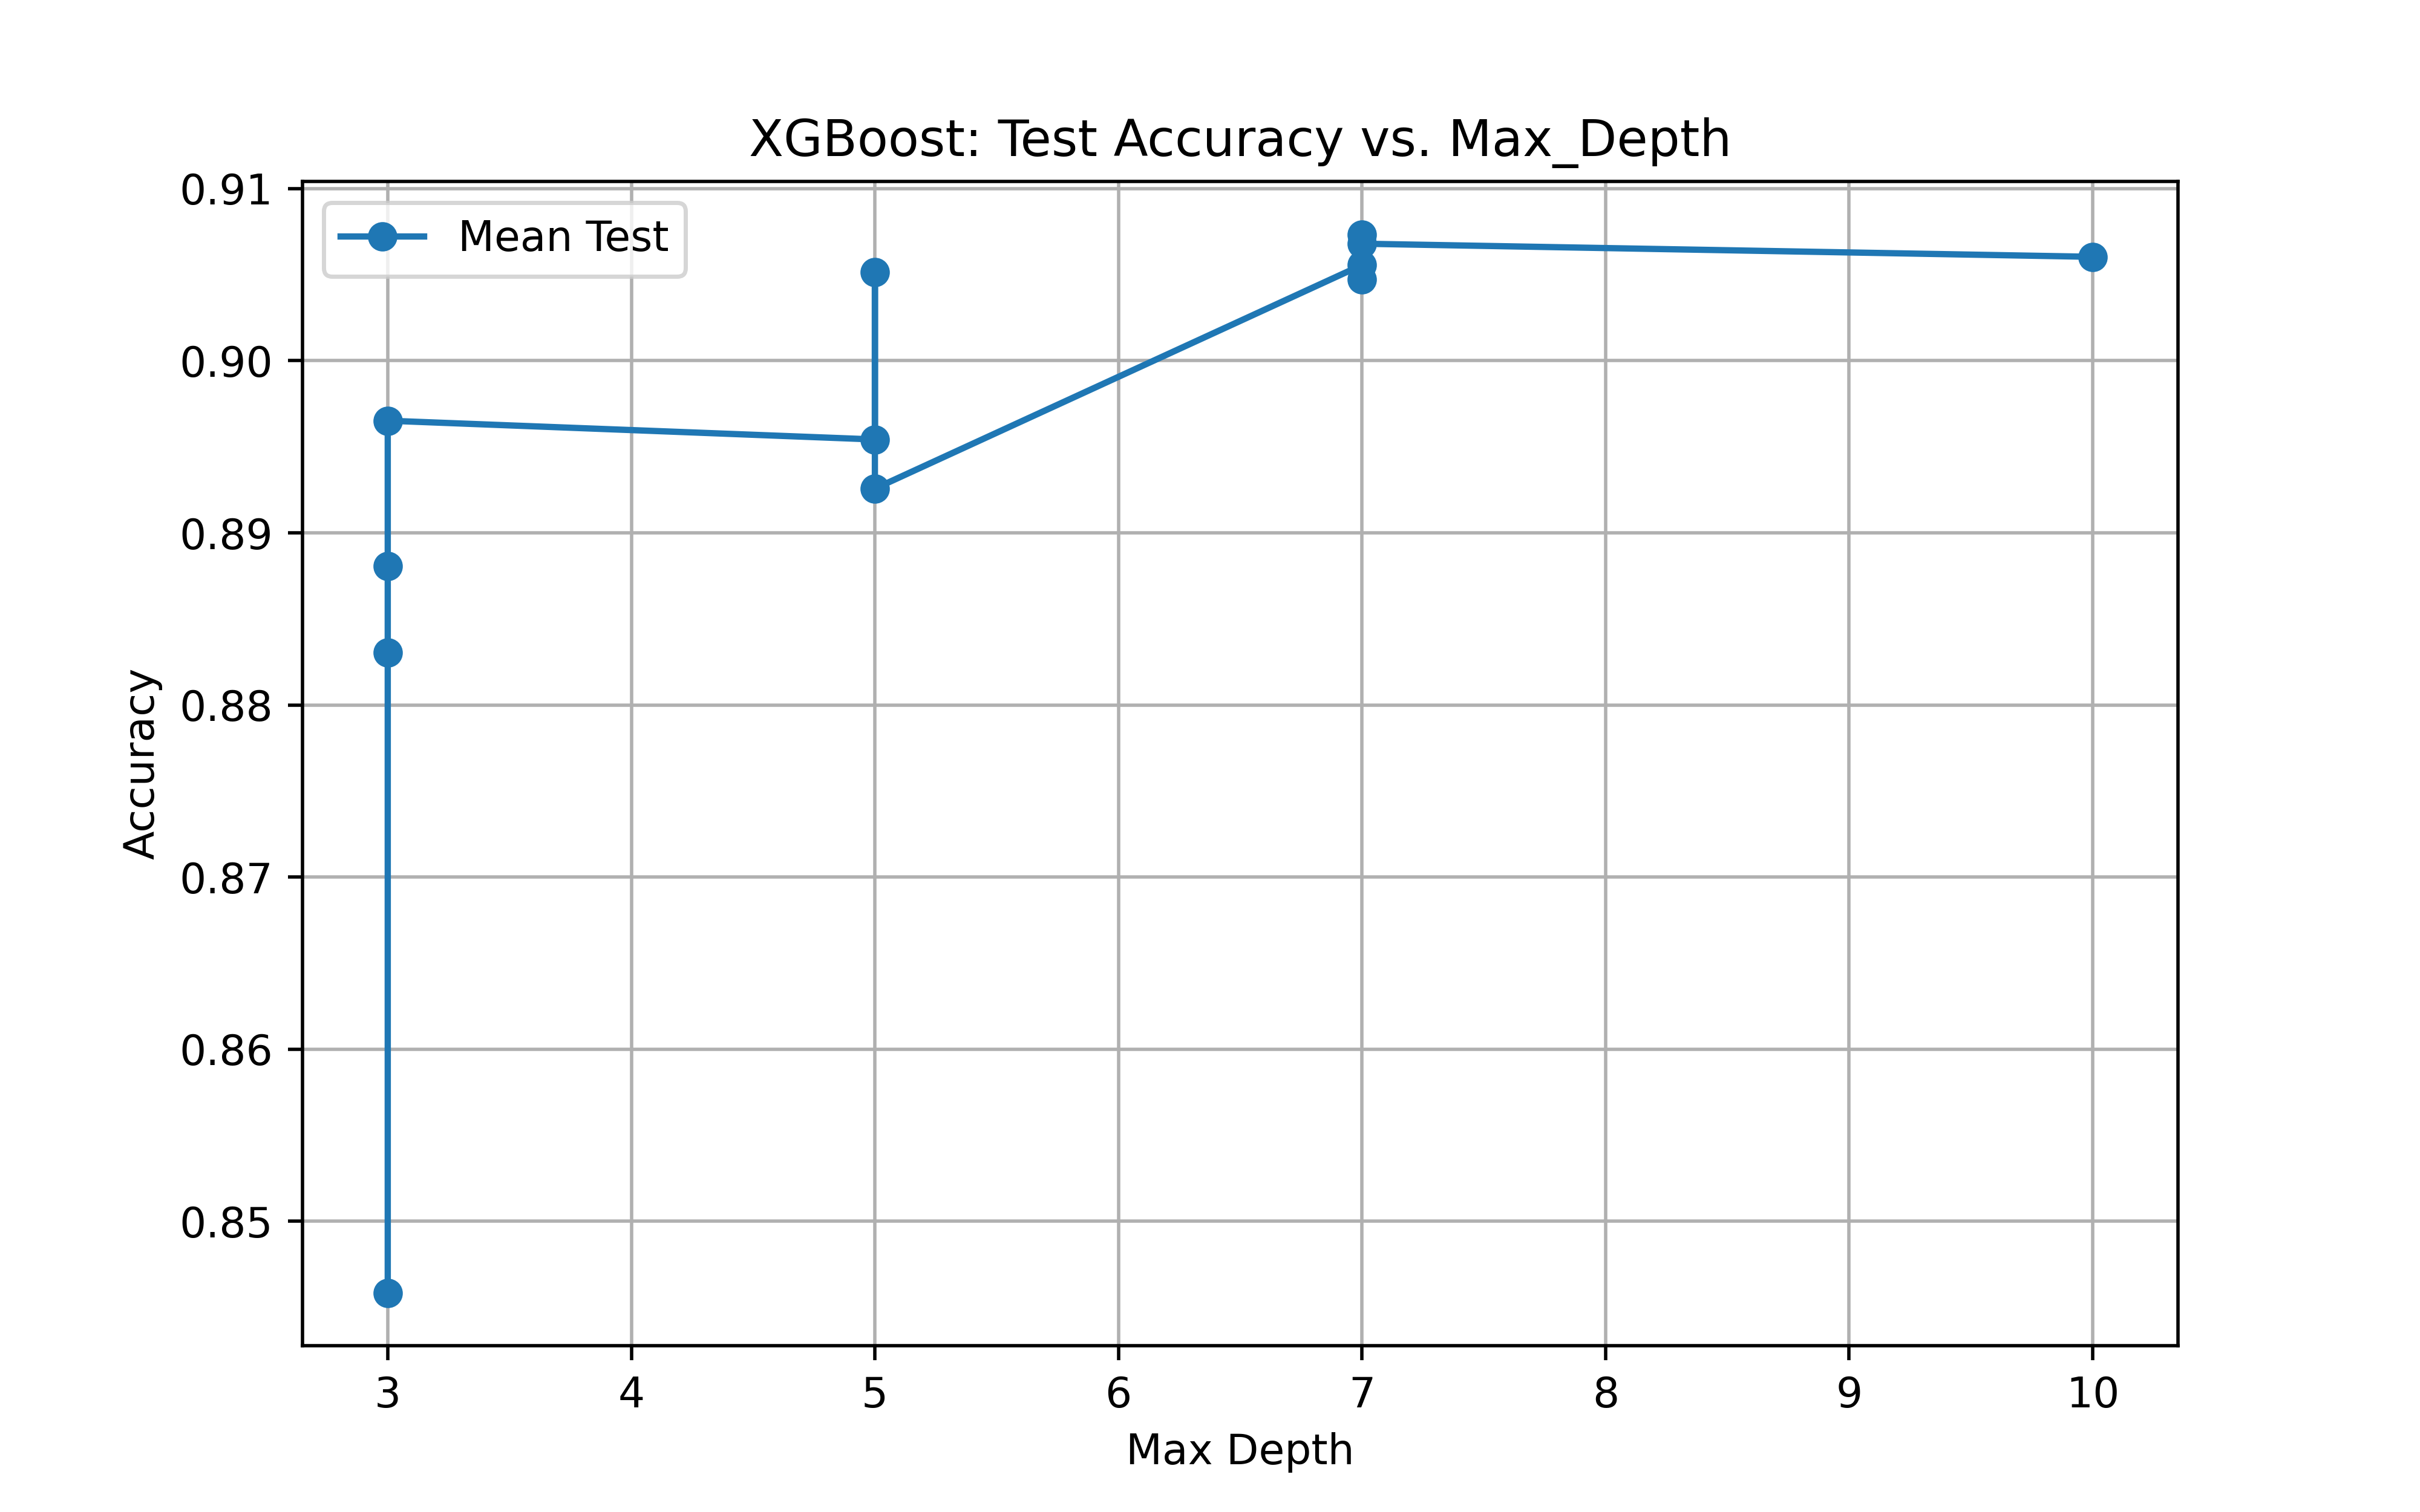 XGBoost: Test Accuracy vs. Max_Depth
Mean Test
Accuracy
0.91
0.90
0.89
0.88
0.87
0.86
0.85
3 4 5 6 7 8 9 10
Max Depth